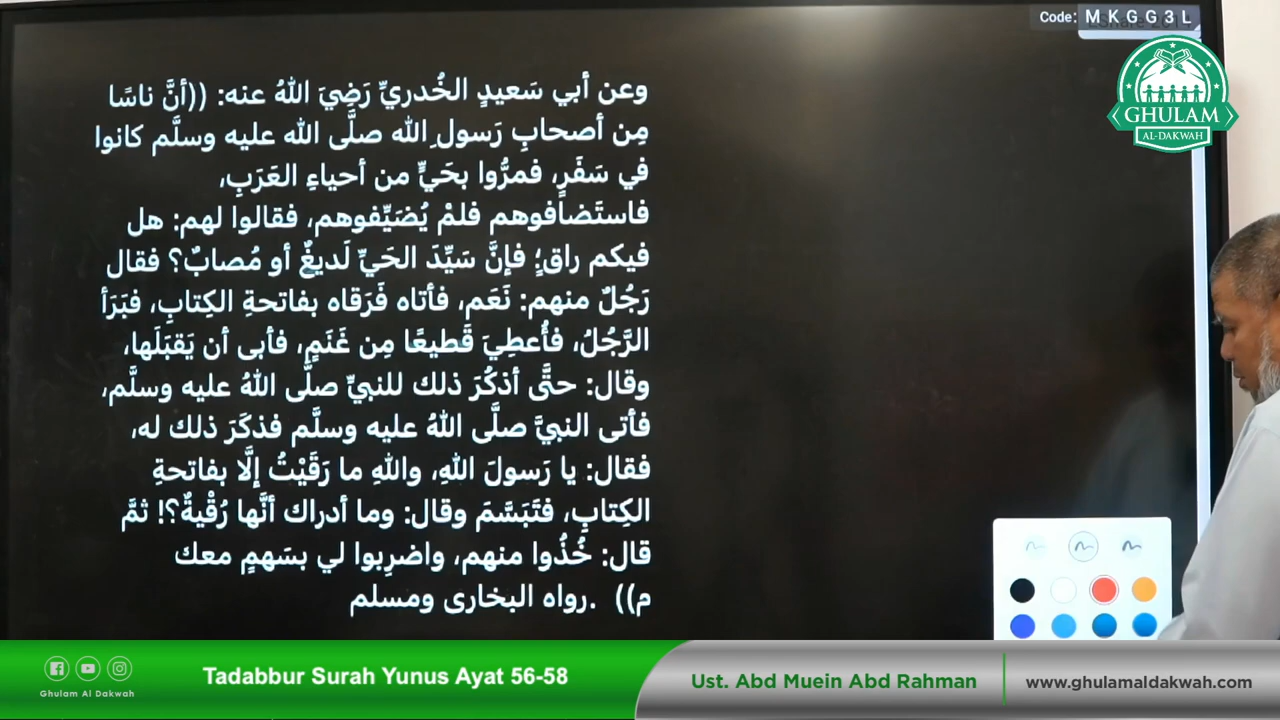 Code: M K G G 3 L
GHULAM
AL-DAKWAH
وعن أبي سَعيدٍ الخُدريِّ رَضِيَ اللهُ عنه: ((أنَّ ناسًا
مِن أصحابِ رَسولِ الله صلَّى الله عليه وسلَّم كانوا
في سَفَرٍ، فمرُّوا بحَيٍّ من أحياءِ العَرَبِ،
فاستَضافوهم فلمْ يُضَيِّفوهم، فقالوا لهم: هل
فيكم راقٍ؛ فإنَّ سَيِّدَ الحَيِّ لَديغٌ أو مُصابٌ؟ فقال
رَجُلٌ منهم: نَعَم، فأتاه فَرَقاه بفاتحةِ الكِتابِ، فبَرَأ
الرَّجُلُ، فأُعطِيَ قَطيعًا مِن غَنَمٍ، فأبى أن يَقبَلَها،
وقال: حتَّى أذكُرَ ذلك للنبيِّ صلَّى اللهُ عليه وسلَّم،
فأتى النبيَّ صلَّى اللهُ عليه وسلَّم فذكَرَ ذلك له،
فقال: يا رَسولَ اللهِ، واللهِ ما رَقَيْتُ إلَّا بفاتحةِ
الكِتابِ، فتَبَسَّمَ وقال: وما أدراك أنَّها رُقْيةٌ؟! ثمَّ
قال: خُذُوا منهم، واضرِبوا لي بسَهمٍ معك
م)) .رواه البخارى ومسلم
Ghulam Al Dakwah
Tadabbur Surah Yunus Ayat 56-58
Ust. Abd Muein Abd Rahman
www.ghulamaldakwah.com